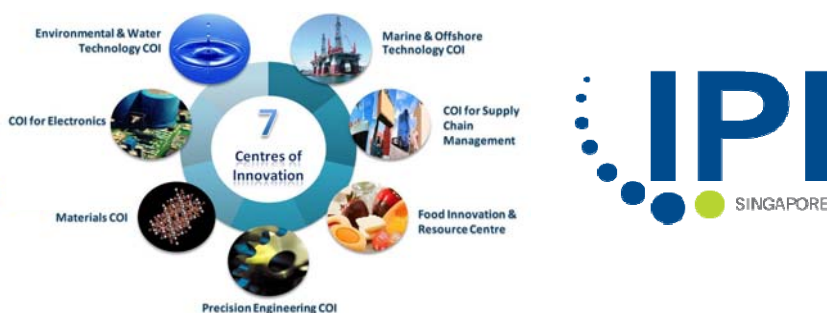 Environmental & Water
Technology COI
Marine & Offshore
Technology COI
COI for Electronics
7
Centres of
Innovation
COI for Supply
Chain
Management
Materials COI
Food Innovation &
Resource Centre
Precision Engineering COI
IPI
SINGAPORE